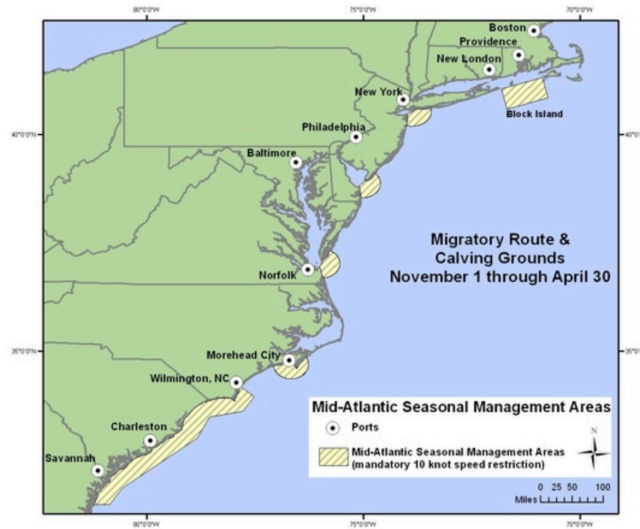 80°0'0"W 75°0'0"W 70°0'0"W
Boston
Providence
New London
New York
Block Island
Philadelphia
40°0'0"N 40°0'0"N
Baltimore
Migratory Route &
Calving Grounds
November 1 through April 30
Norfolk
35°0'0"N 35°0'0"N
Morehead City
Wilmington, NC
Mid-Atlantic Seasonal Management Areas
Ports
N
Charleston
Mid-Atlantic Seasonal Management Areas
(mandatory 10 knot speed restriction)
Savannah
0 25 50 100
Miles
80°0'0"W 75°0'0"W 70°0'0"W